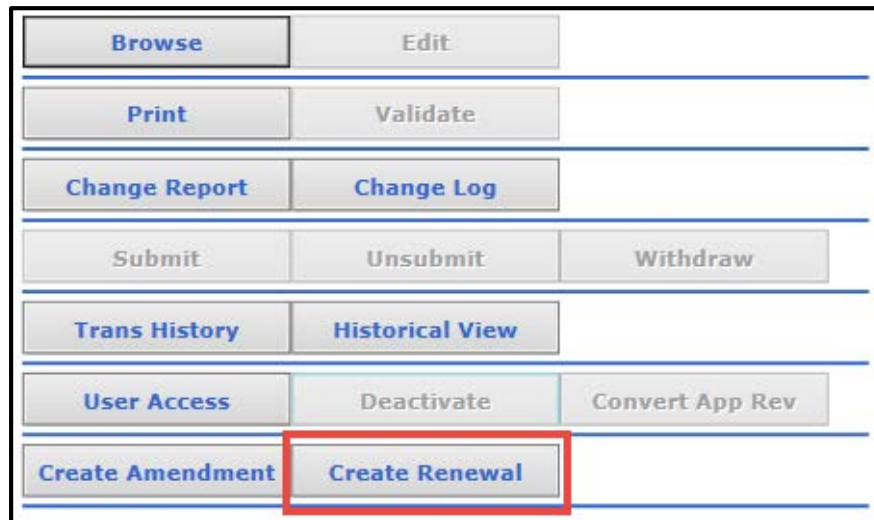 Browse Edit
Print Validate
Change Report Change Log
Submit Unsubmit Withdraw
Trans History Historical View
User Access Deactivate Convert App Rev
Create Amendment Create Renewal